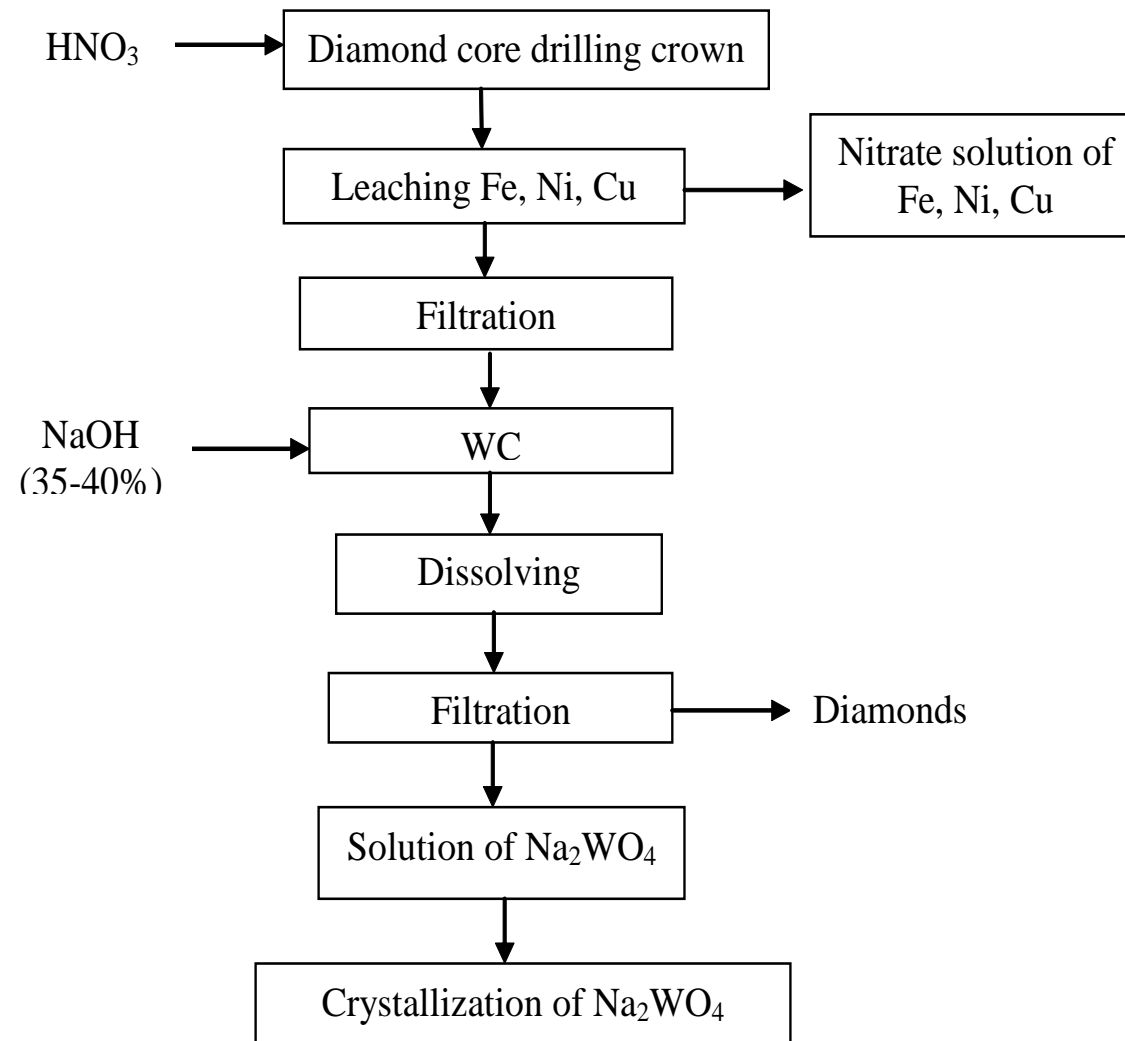 HNO₃
Diamond core drilling crown
Leaching Fe, Ni, Cu
Nitrate solution of
Fe, Ni, Cu
Filtration
NaOH
(35-40%)
WC
Dissolving
Filtration
Diamonds
Solution of Na₂WO₄
Crystallization of Na₂WO₄